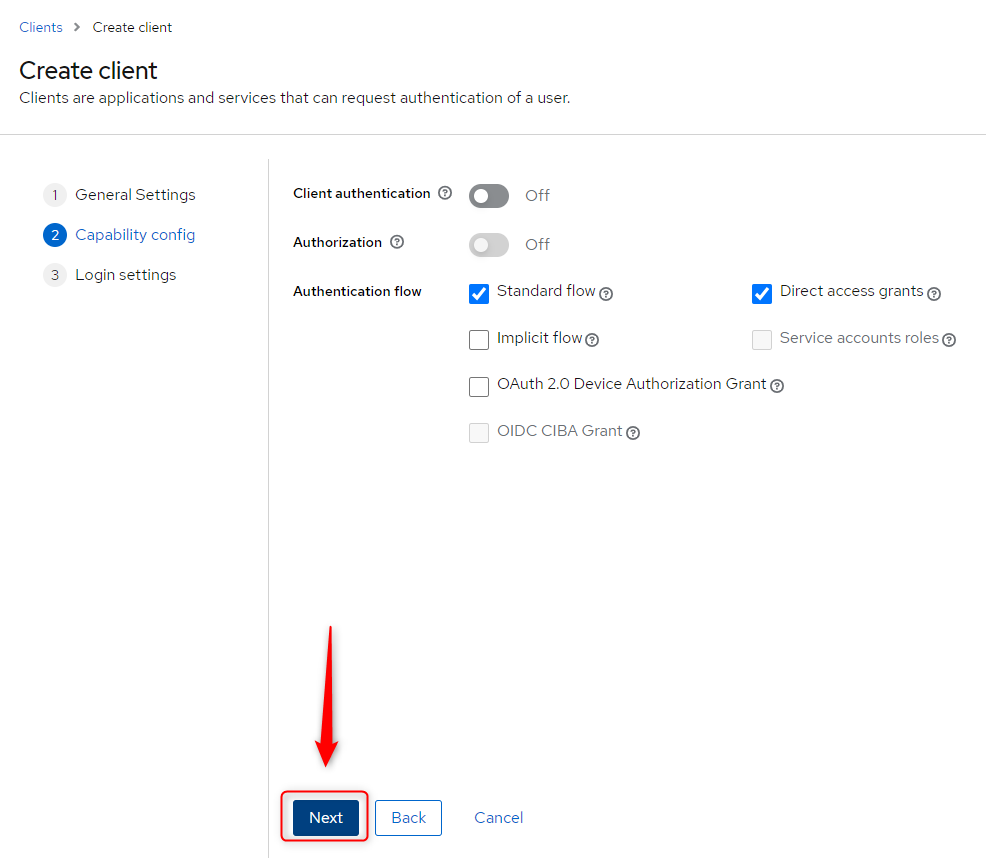 Clients > Create client
Create client
Clients are applications and services that can request authentication of a user.
1 General Settings
2 Capability config
3 Login settings
Client authentication ? Off
Authorization ? Off
Authentication flow
Standard flow ? Direct access grants ?
Implicit flow ? Service accounts roles ?
OAuth 2.0 Device Authorization Grant ?
OIDC CIBA Grant ?
Next Back Cancel